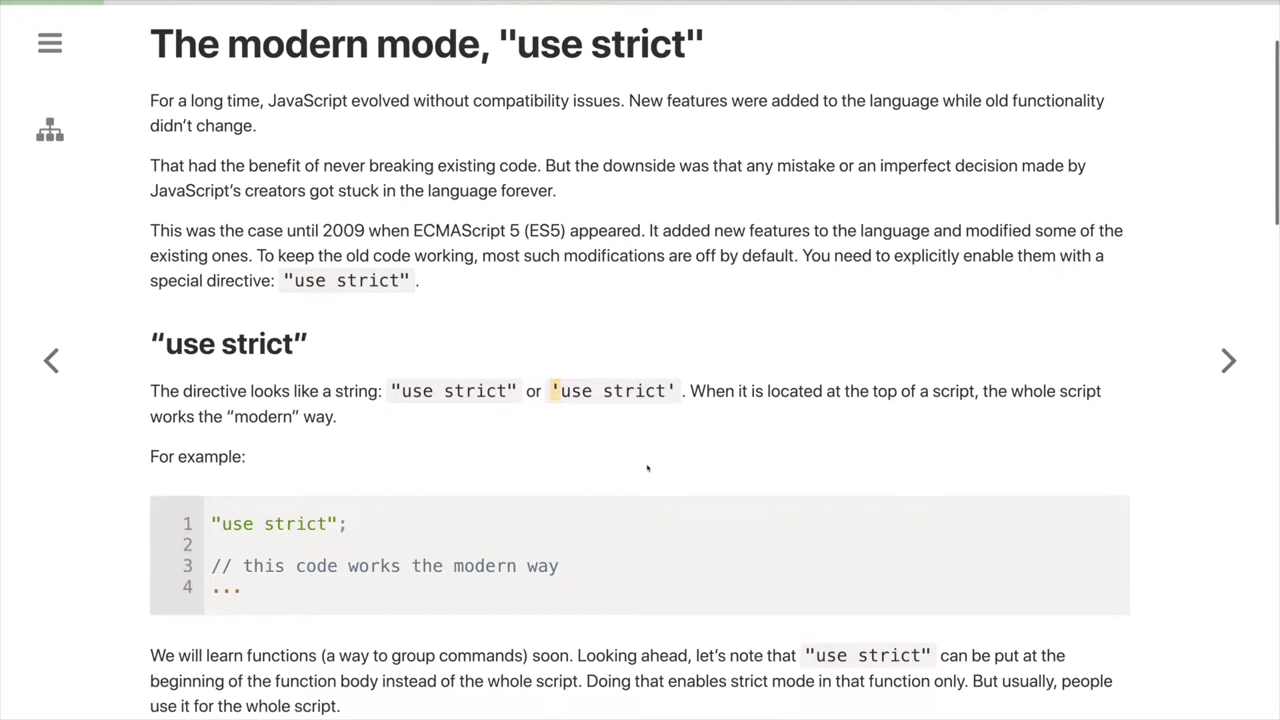 The modern mode, "use strict"
For a long time, JavaScript evolved without compatibility issues. New features were added to the language while old functionality
didn’t change.
That had the benefit of never breaking existing code. But the downside was that any mistake or an imperfect decision made by
JavaScript’s creators got stuck in the language forever.
This was the case until 2009 when ECMAScript 5 (ES5) appeared. It added new features to the language and modified some of the
existing ones. To keep the old code working, most such modifications are off by default. You need to explicitly enable them with a
special directive: "use strict".
“use strict”
The directive looks like a string: "use strict" or 'use strict'. When it is located at the top of a script, the whole script
works the “modern” way.
For example:
1 "use strict";
2
3 // this code works the modern way
4 ...
We will learn functions (a way to group commands) soon. Looking ahead, let’s note that "use strict" can be put at the
beginning of the function body instead of the whole script. Doing that enables strict mode in that function only. But usually, people
use it for the whole script.